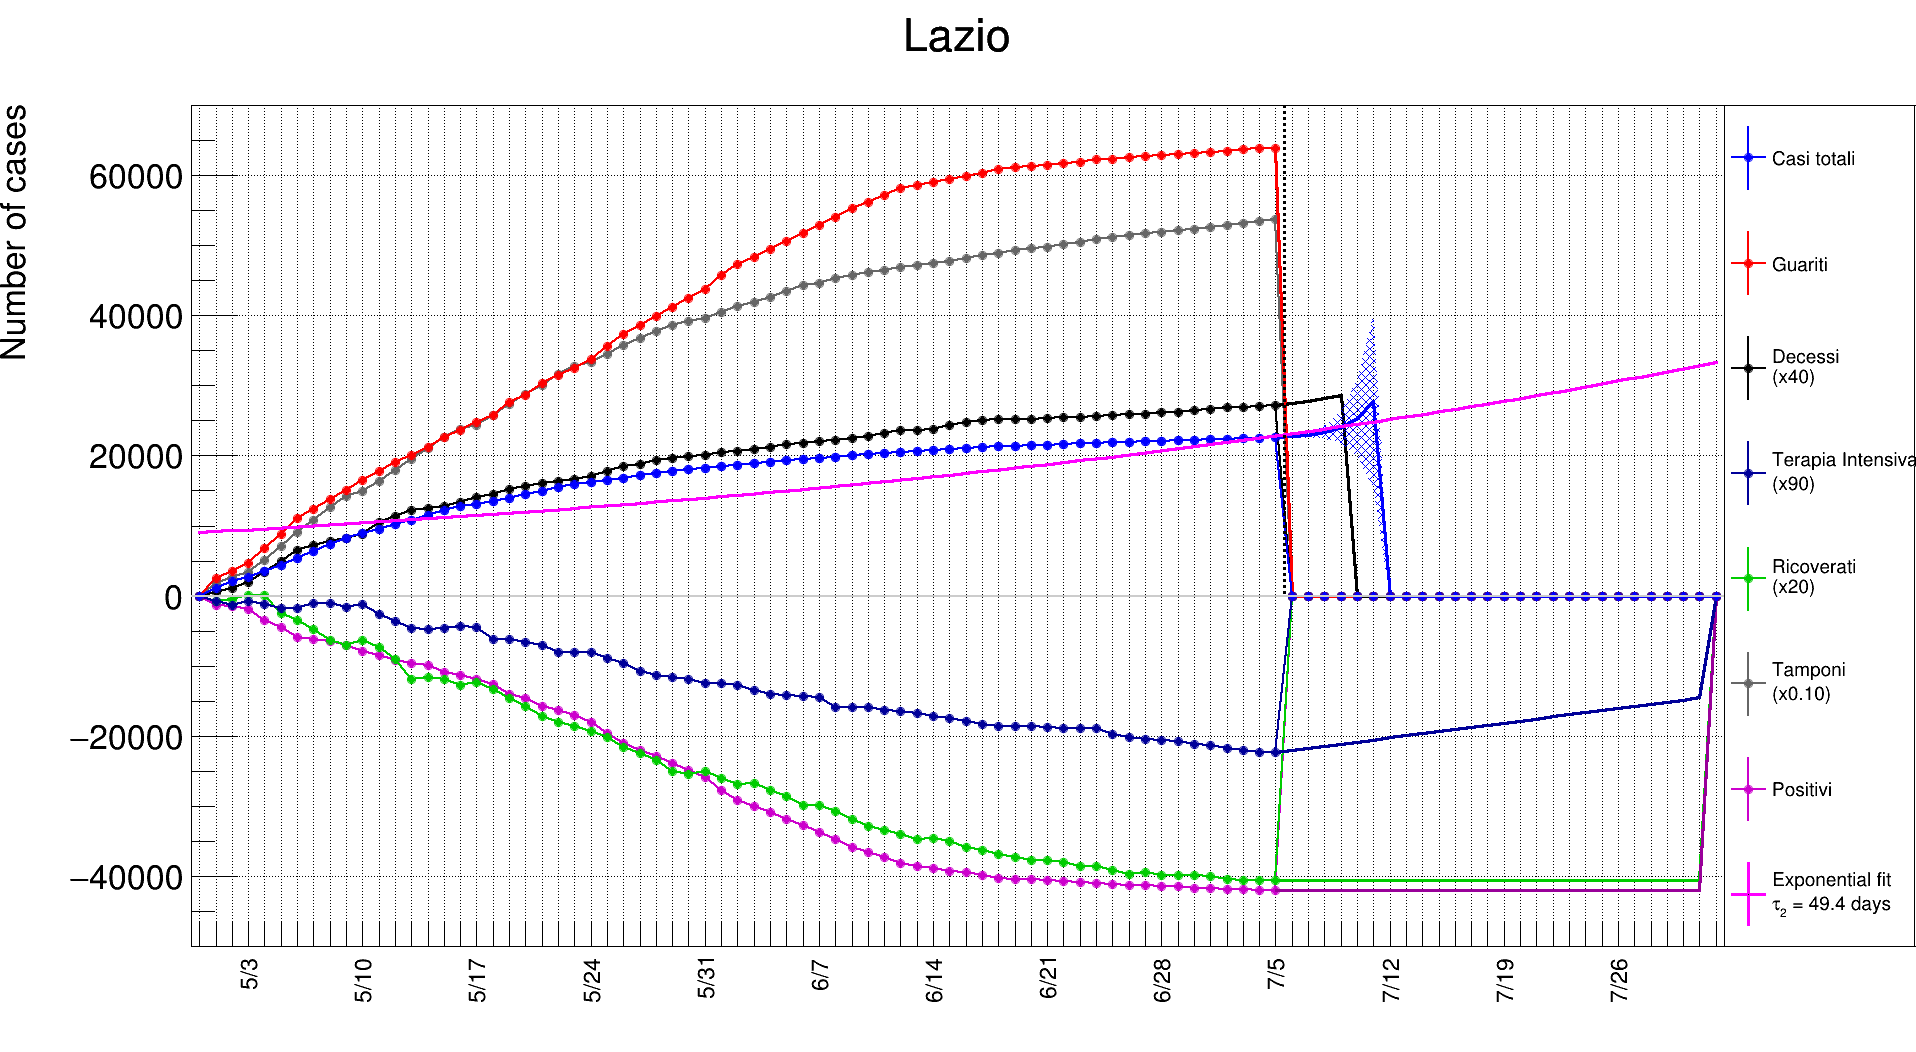 Lazio
Number of cases
60000
40000
20000
0
−20000
−40000
5/3
5/10
5/17
5/24
5/31
6/7
6/14
6/21
6/28
7/5
7/12
7/19
7/26
Casi totali
Guariti
Decessi
(x40)
Terapia Intensiva
(x90)
Ricoverati
(x20)
Tamponi
(x0.10)
Positivi
Exponential fit
τ2 = 49.4 days